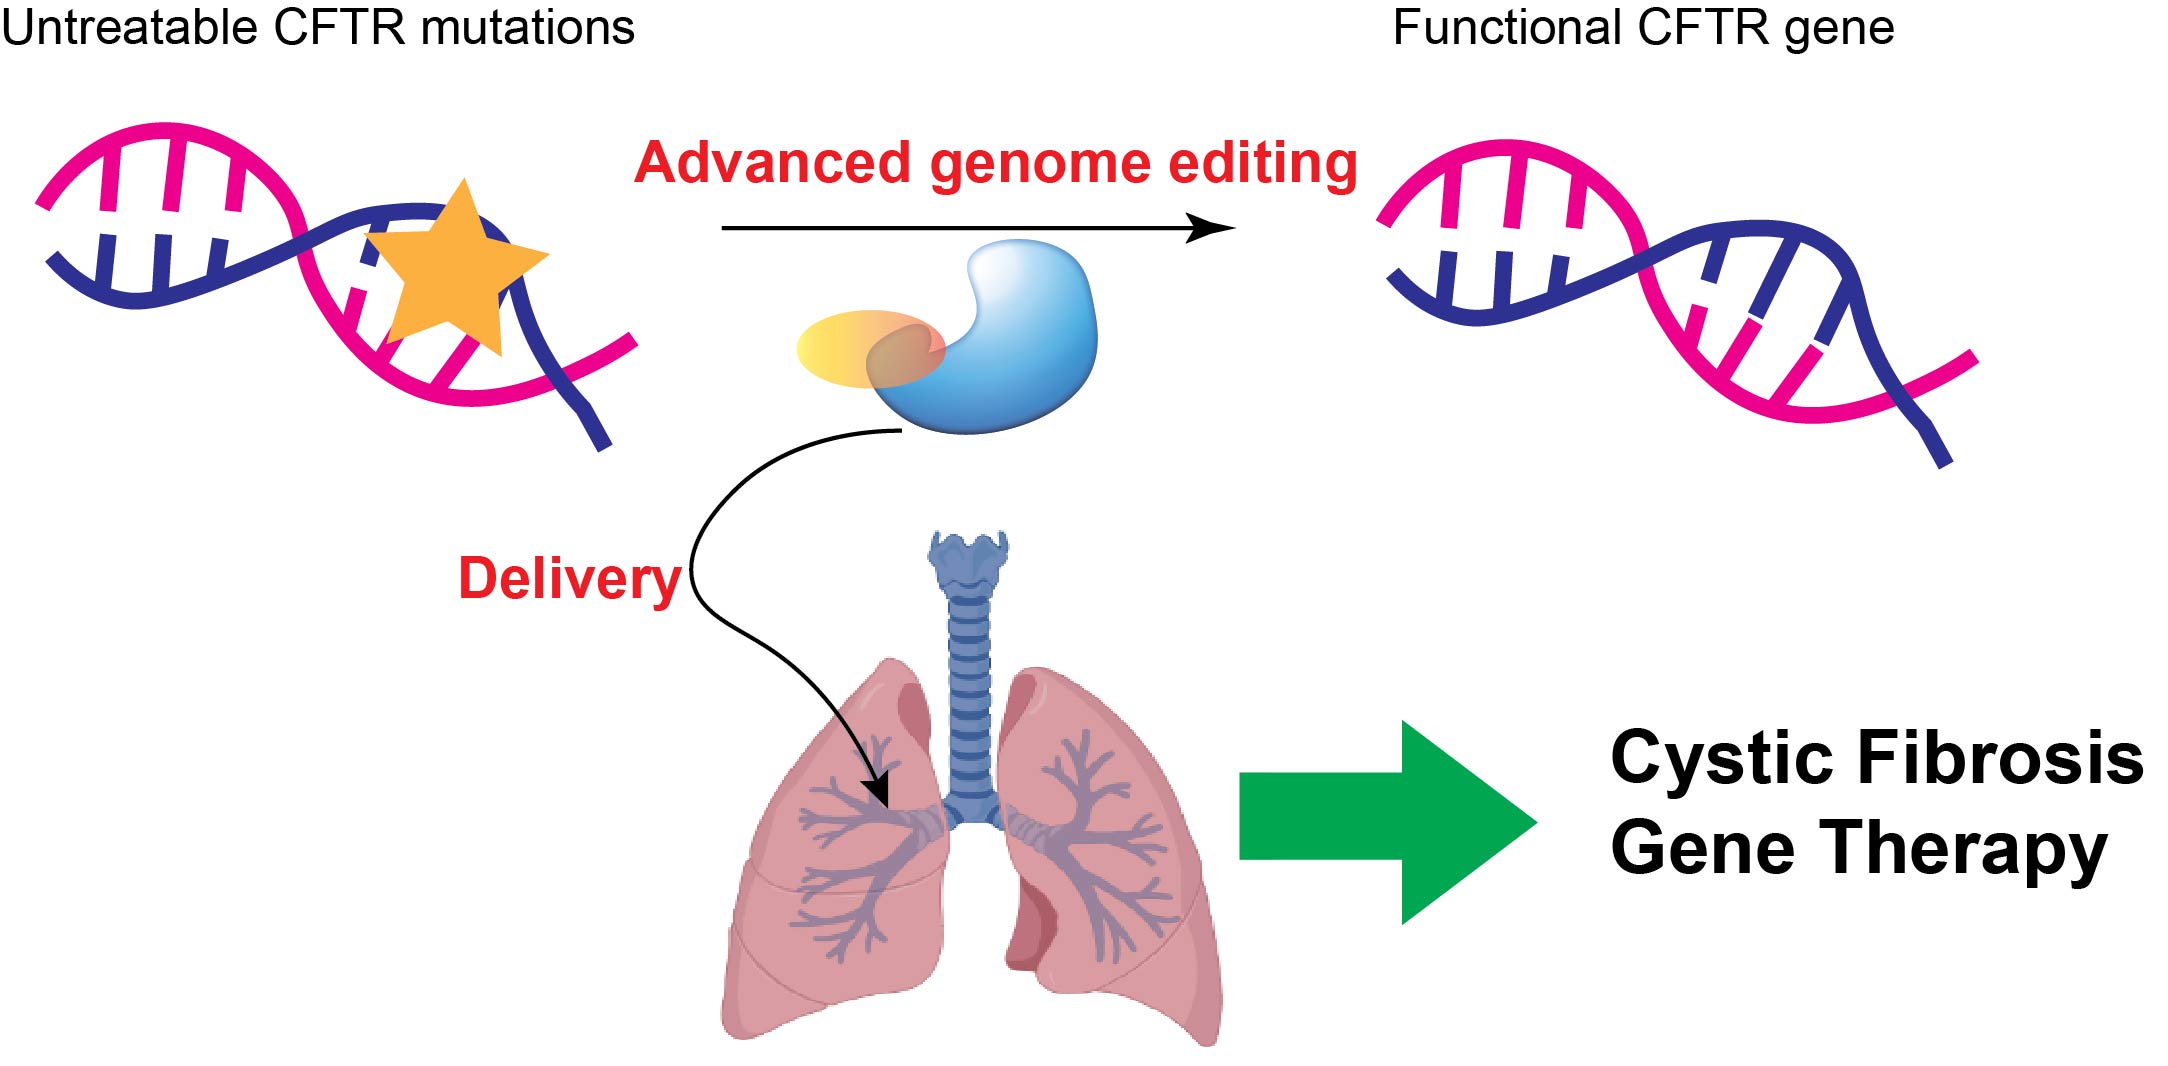 Untreatable CFTR mutations
Functional CFTR gene
Advanced genome editing
Delivery
Cystic Fibrosis
Gene Therapy